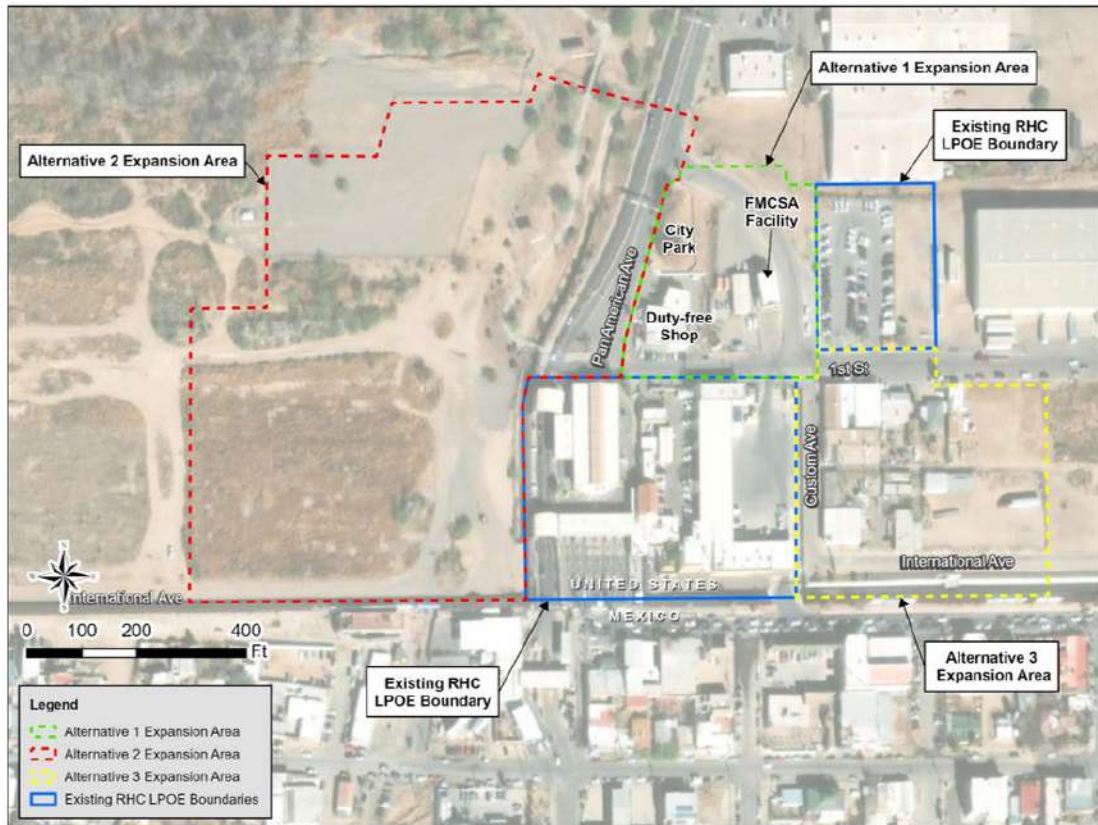 Alternative 1 Expansion Area
Existing RHC
LPOE Boundary
Alternative 2 Expansion Area
FMCSA
Facility
City
Park
Pan American Ave
Duty-free
Shop
1st St
Custom Ave
International Ave
UNITED STATES
International Ave
MEXICO
0 100 200 400
Ft
Existing RHC
LPOE Boundary
Alternative 3
Expansion Area
Legend
Alternative 1 Expansion Area
Alternative 2 Expansion Area
Alternative 3 Expansion Area
Existing RHC LPOE Boundaries